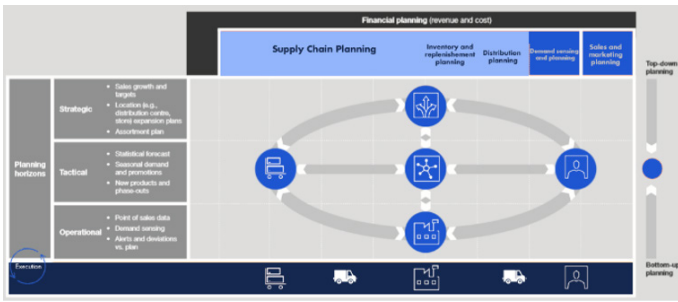 Financial planning (revenue and cost)
Supply Chain Planning
Inventory and
replenishement
planning
Distribution
planning
Demand sensing
and planning
Sales and
marketing
planning
Top-down
planning
Planning
horizons
Strategic
• Sales growth and
targets
• Location (e.g.,
distribution centre,
store) expansion plans
• Assortment plan
Tactical
• Statistical forecast
• Seasonal demand
and promotions
• New products and
phase-outs
Operational
• Point of sales data
• Demand sensing
• Alerts and deviations
vs. plan
Execution
Bottom-up
planning